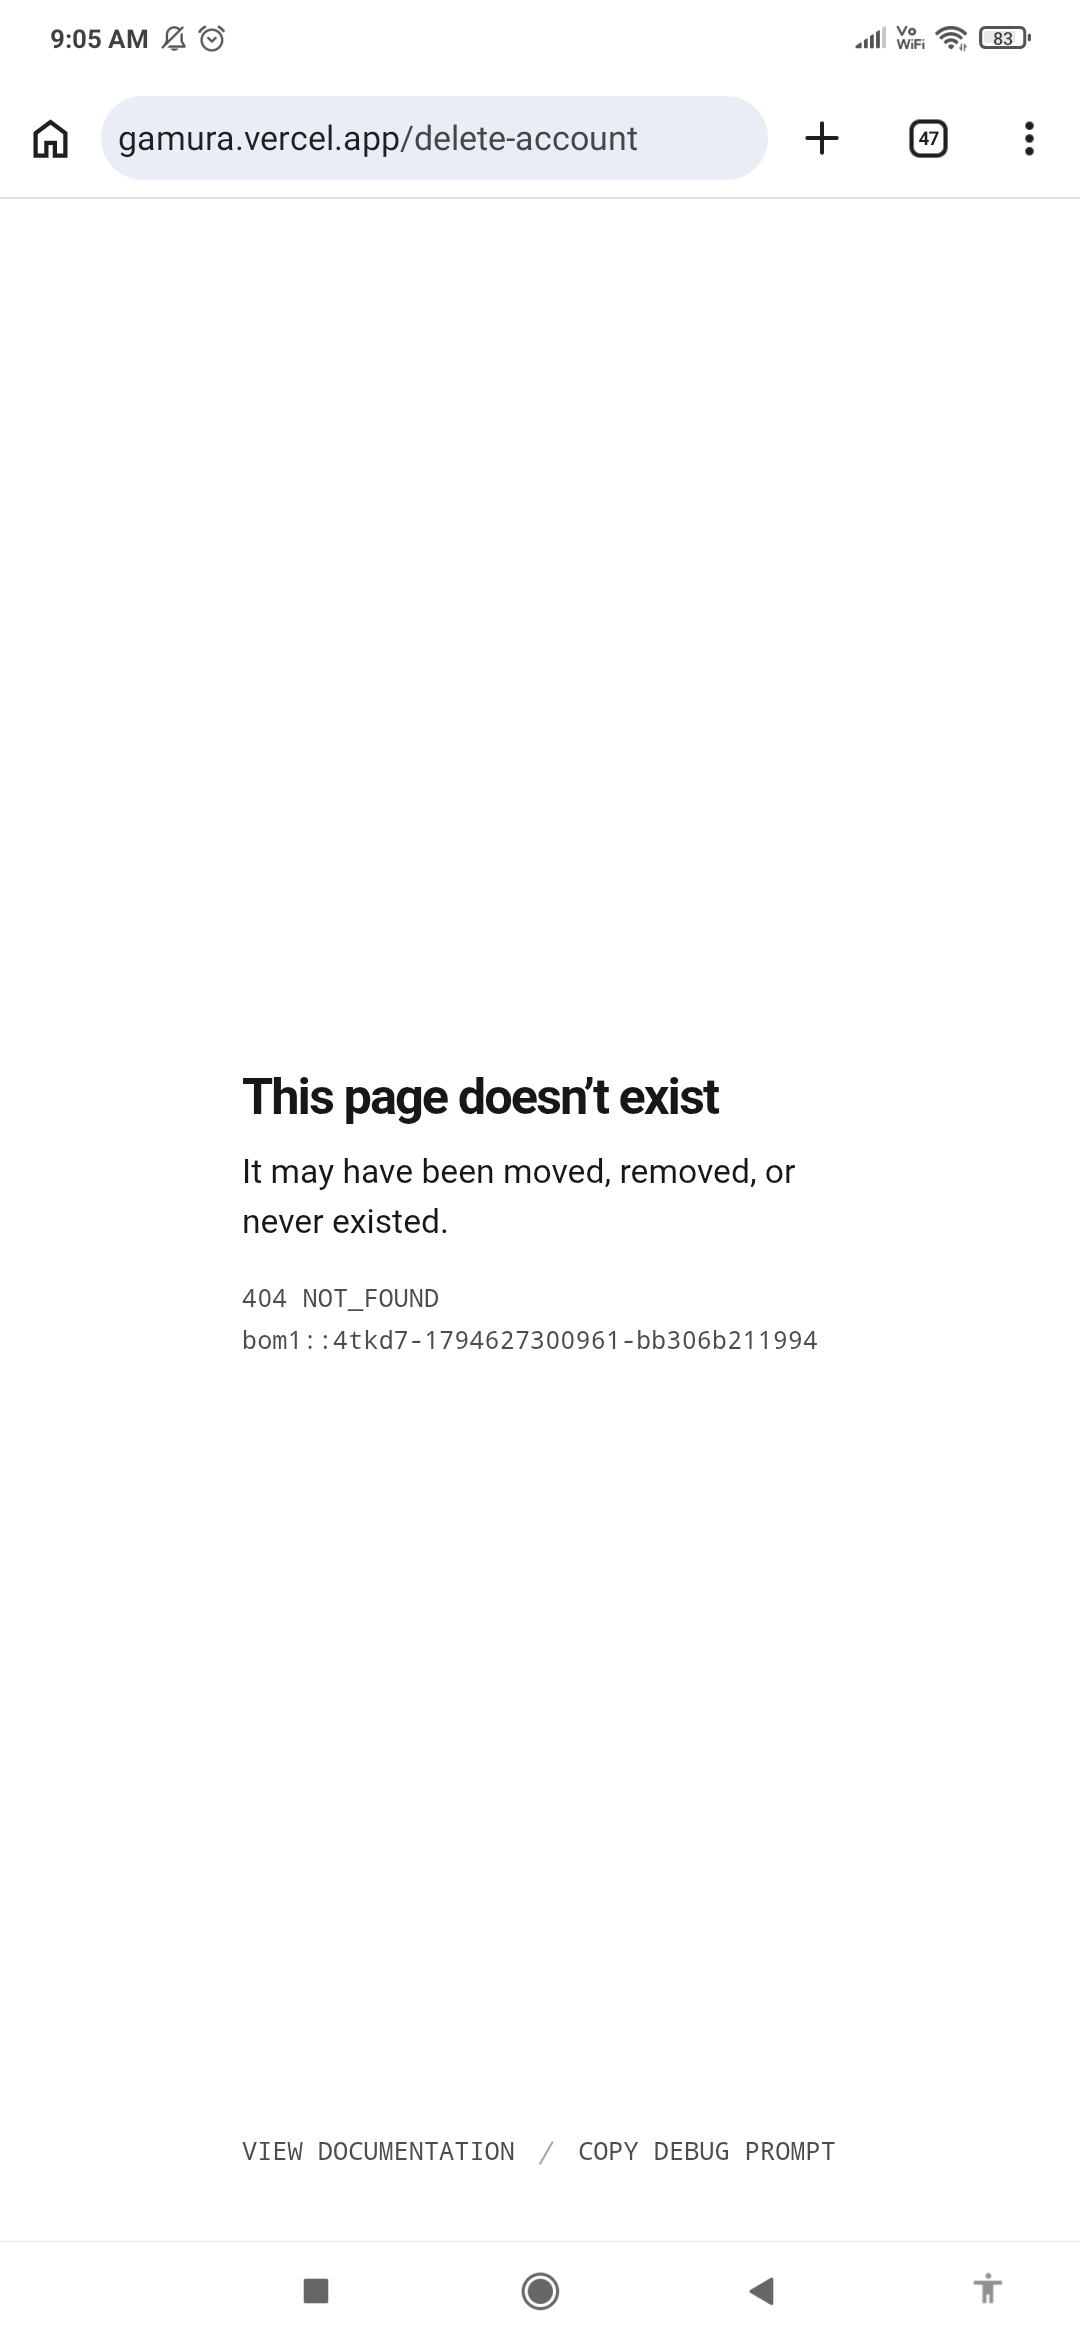 9:05 AM
Vo
WiFi
83
gamura.vercel.app/delete-account
47
This page doesn’t exist
It may have been moved, removed, or
never existed.
404 NOT_FOUND
bom1::4tkd7-1794627300961-bb306b211994
VIEW DOCUMENTATION / COPY DEBUG PROMPT